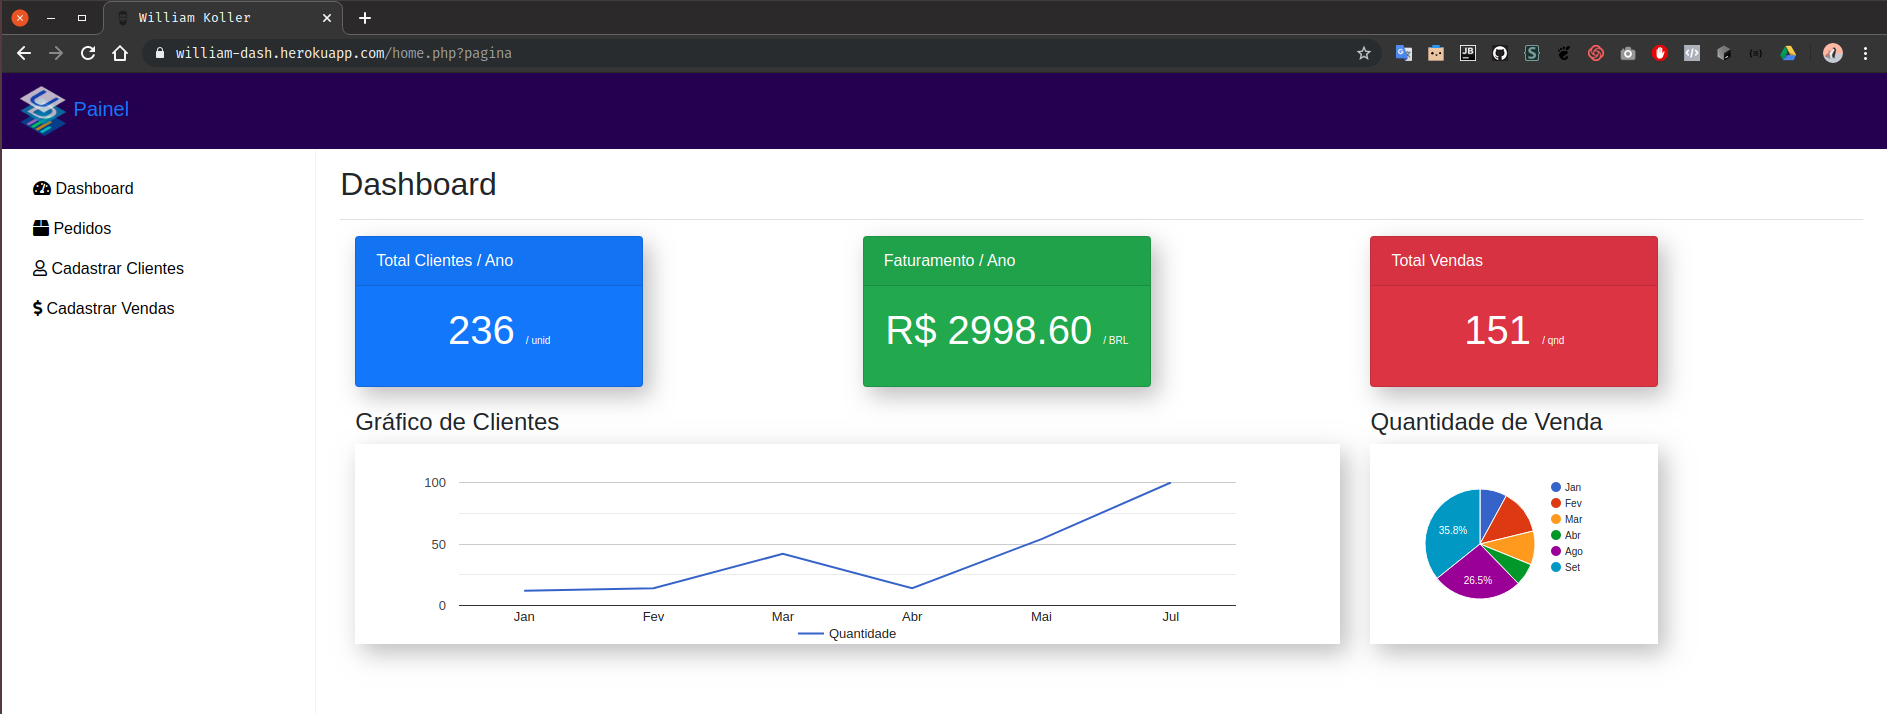 William Koller
william-dash.herokuapp.com/home.php?pagina
JB
Painel
Dashboard
Pedidos
Cadastrar Clientes
Cadastrar Vendas
Dashboard
Total Clientes / Ano
236 / unid
Faturamento / Ano
R$ 2998.60 / BRL
Total Vendas
151 / qnd
Gráfico de Clientes
100
50
0
Jan Fev Mar Abr Mai Jul
Quantidade
Quantidade de Venda
35.8%
26.5%
Jan
Fev
Mar
Abr
Ago
Set